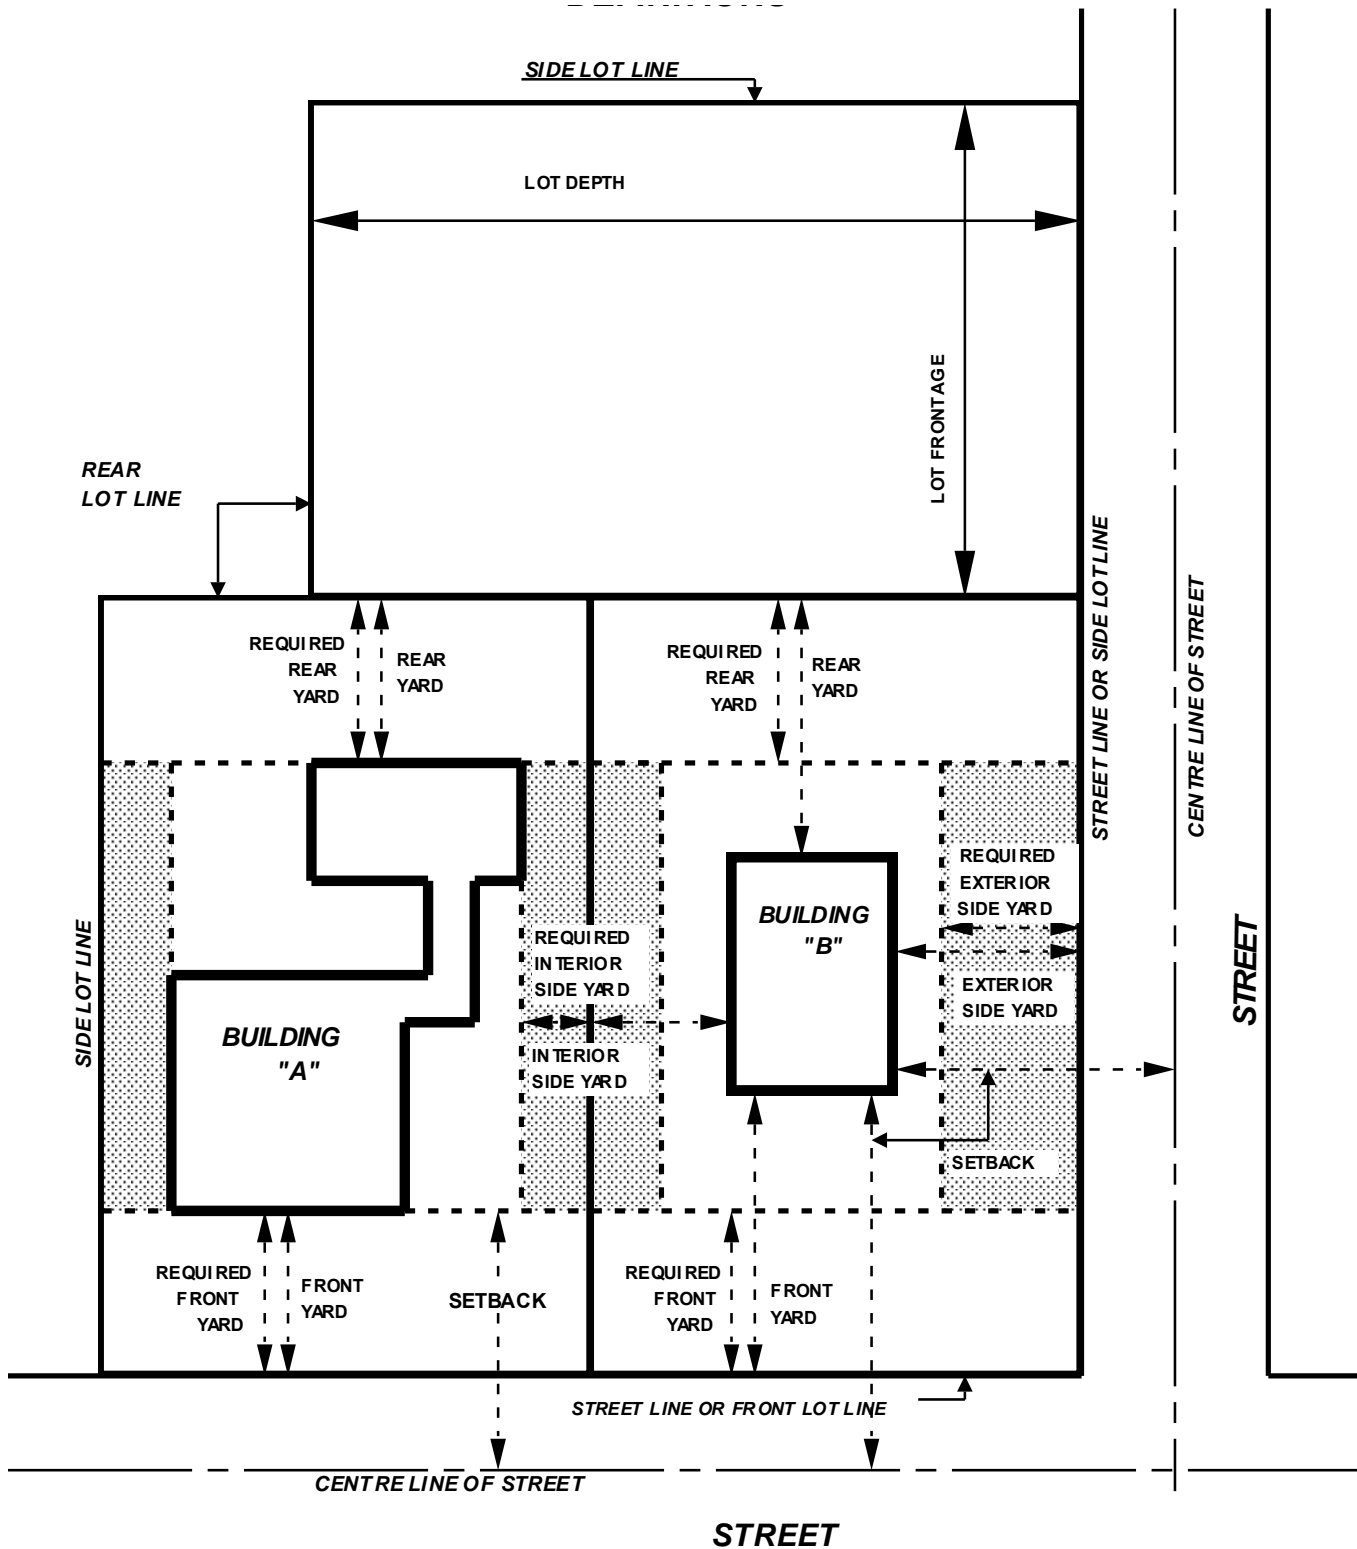 SIDE LOT LINE
LOT DEPTH
LOT FRONTAGE
REAR
LOT LINE
STREET LINE OR SIDE LOT LINE
CENTRE LINE OF STREET
REQUIRED
REAR
YARD
REAR
YARD
REQUIRED
REAR
YARD
REAR
YARD
SIDE LOT LINE
BUILDING
"A"
REQUIRED
INTERIOR
SIDE YARD
INTERIOR
SIDE YARD
BUILDING
"B"
REQUIRED
EXTERIOR
SIDE YARD
EXTERIOR
SIDE YARD
STREET
SETBACK
REQUIRED
FRONT
YARD
FRONT
YARD
SETBACK
REQUIRED
FRONT
YARD
FRONT
YARD
STREET LINE OR FRONT LOT LINE
CENTRE LINE OF STREET
STREET